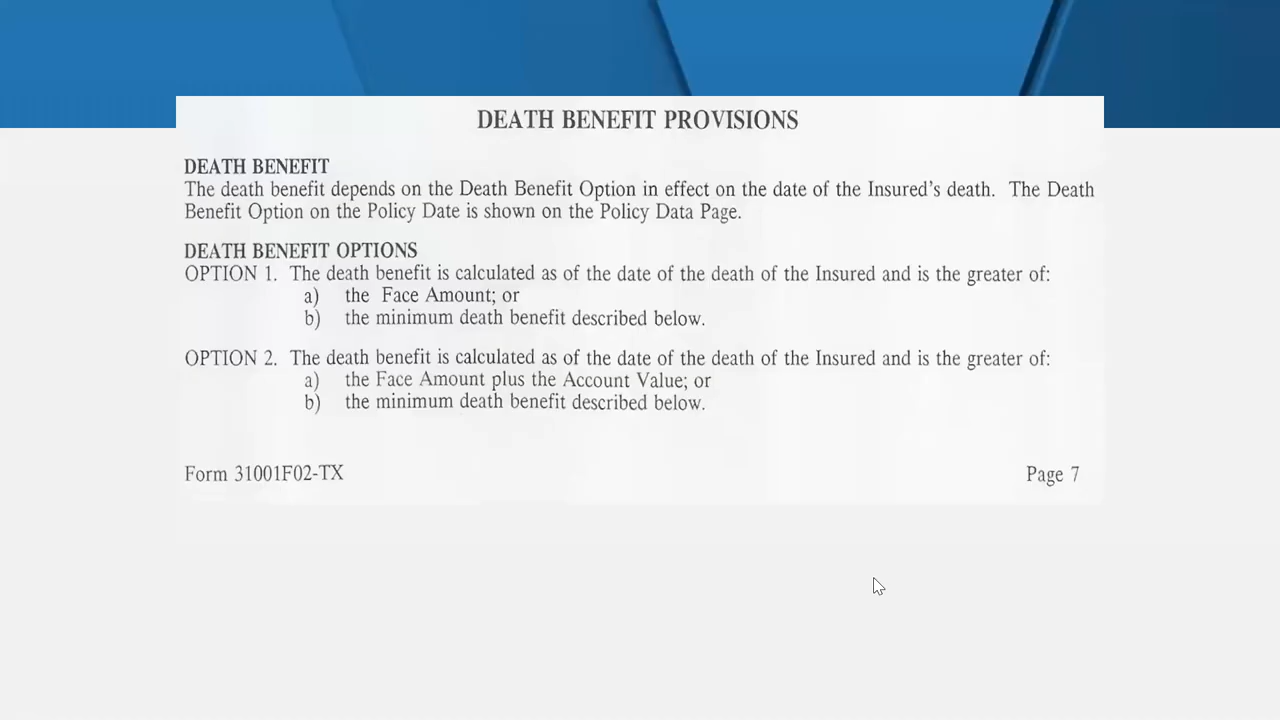 DEATH BENEFIT PROVISIONS
DEATH BENEFIT
The death benefit depends on the Death Benefit Option in effect on the date of the Insured's death. The Death
Benefit Option on the Policy Date is shown on the Policy Data Page.
DEATH BENEFIT OPTIONS
OPTION 1. The death benefit is calculated as of the date of the death of the Insured and is the greater of:
a) the Face Amount; or
b) the minimum death benefit described below.
OPTION 2. The death benefit is calculated as of the date of the death of the Insured and is the greater of:
a) the Face Amount plus the Account Value; or
b) the minimum death benefit described below.
Form 31001F02-TX Page 7